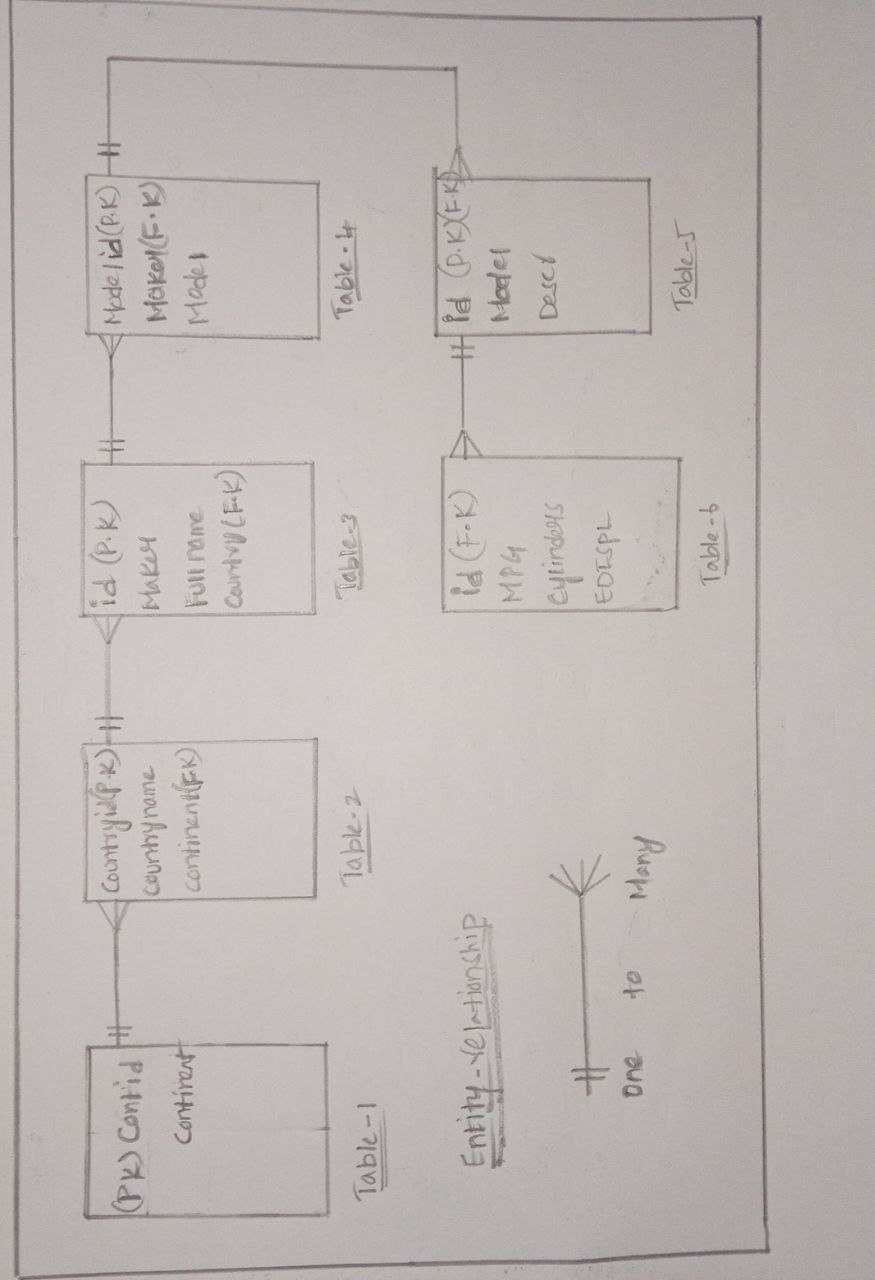 (PK) Contid
Continent
Table-1
Countryid(P.K)
Countryname
Continent(F.K)
Table-2
id (P.K)
Maker
Full name
Country(F.K)
Table-3
Modelid(P.K)
Maker(F.K)
Model
Table-4
id (P.K)(F.K)
Model
Descr
Table-5
id (F.K)
MPG
Cylinders
EDISPL
Table-6
Entity-relationship
One to Many